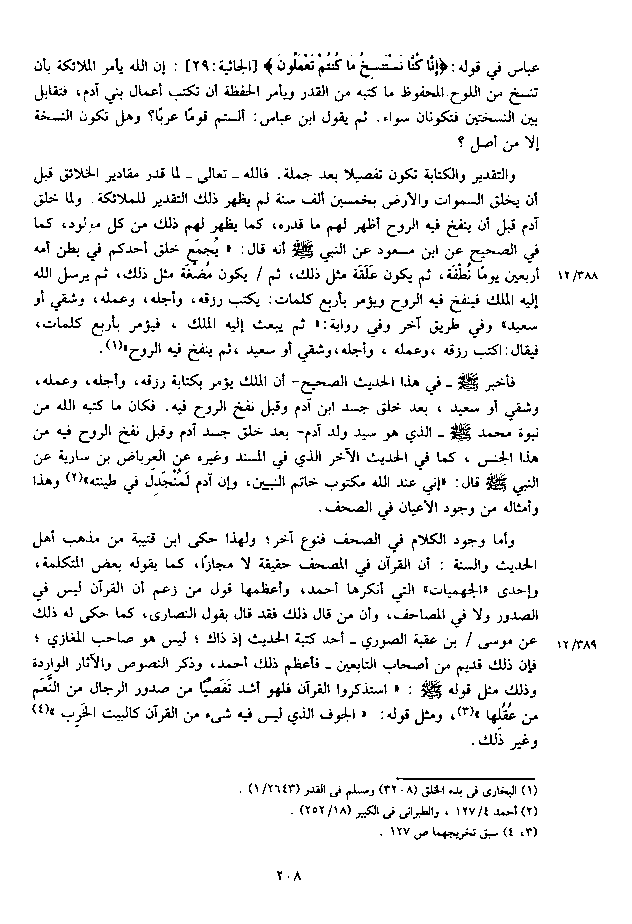 عباس في قوله: ﴿إِنَّا كُنَّا نَسْتَنسِخُ مَا كُنتُمْ تَعْمَلُونَ﴾ [الجاثية: ٢٩] : إن الله يأمر الملائكة بأن
تنسخ من اللوح المحفوظ ما كتبه من القدر ويأمر الحفظة أن تكتب أعمال بني آدم، فتقابل
بين النسختين فتكونان سواء. ثم يقول ابن عباس: ألستم قومًا عربًا؟ وهل تكون النسخة
إلا من أصل ؟
والتقدير والكتابة تكون تفصيلا بعد جملة. فالله ـ تعالى ـ لما قدر مقادير الخلائق قبل
أن يخلق السموات والأرض بخمسين ألف سنة لم يظهر ذلك التقدير للملائكة. ولما خلق
آدم قبل أن ينفخ فيه الروح أظهر لهم ما قدره، كما يظهر لهم ذلك من كل مولود، كما
في الصحيح عن ابن مسعود عن النبي ﷺ أنه قال: « يُجمَع خلق أحدكم في بطن أمه
أربعين يومًا نُطْفَة، ثم يكون عَلَقَة مثل ذلك، ثم / يكون مُضْغَة مثل ذلك، ثم يرسل الله ١٢/٣٨٨
إليه الملك فينفخ فيه الروح ويؤمر بأربع كلمات: يكتب رزقه، وأجله، وعمله، وشقي أو
سعيد» وفي طريق آخر وفي رواية:« ثم يبعث إليه الملك ، فيؤمر بأربع كلمات،
فيقال: اكتب رزقه ،وعمله ، وأجله،وشقي أو سعيد ،ثم ينفخ فيه الروح»(١).
فأخبر ﷺ ـ في هذا الحديث الصحيح- أن الملك يؤمر بكتابة رزقه، وأجله، وعمله،
وشقي أو سعيد ، بعد خلق جسد ابن آدم وقبل نفخ الروح فيه. فكان ما كتبه الله من
نبوة محمد ﷺ ـ الذي هو سيد ولد آدم- بعد خلق جسد آدم وقبل نفخ الروح فيه من
هذا الجنس ، كما في الحديث الآخر الذي في المسند وغيره عن العرباض بن سارية عن
النبي ﷺ قال: «إني عند الله مكتوب خاتم النبيين، وإن آدم لَمُنْجَدِلٌ في طينته»(٢) وهذا
وأمثاله من وجود الأعيان في الصحف.
وأما وجود الكلام في الصحف فنوع آخر؛ ولهذا حكى ابن قتيبة من مذهب أهل
الحديث والسنة : أن القرآن في المصحف حقيقة لا مجازًا، كما يقوله بعض المتكلمة،
وإحدى «الجهميات» التي أنكرها أحمد، وأعظمها قول من زعم أن القرآن ليس في
الصدور ولا في المصاحف، وأن من قال ذلك فقد قال بقول النصارى، كما حكى له ذلك
عن موسى / بن عقبة الصوري ـ أحد كتبة الحديث إذ ذاك ؛ ليس هو صاحب المغازي ؛ ١٢/٣٨٩
فإن ذلك قديم من أصحاب التابعين ـ فأعظم ذلك أحمد، وذكر النصوص والآثار الواردة
وذلك مثل قوله ﷺ : « استذكروا القرآن فلهو أشد تَفَصِّيًا من صدور الرجال من النَّعَم
من عُقُلها »(٣)، ومثل قوله: « الجوف الذي ليس فيه شىء من القرآن كالبيت الخَرِب »(٤)
وغير ذلك.
(١) البخارى فى بدء الخلق (٣٢٠٨) ومسلم فى القدر (١/٢٦٤٣) .
(٢) أحمد ١٢٧/٤ ، والطبرانى فى الكبير (٢٥٢/١٨) .
(٣، ٤) سبق تخريجهما ص ١٢٧ .
٢٠٨